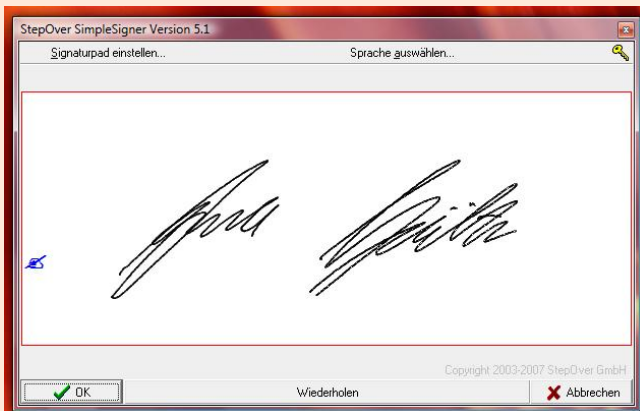 StepOver SimpleSigner Version 5.1
Signaturpad einstellen... Sprache auswählen...
Copyright 2003-2007 StepOver GmbH
OK Wiederholen Abbrechen